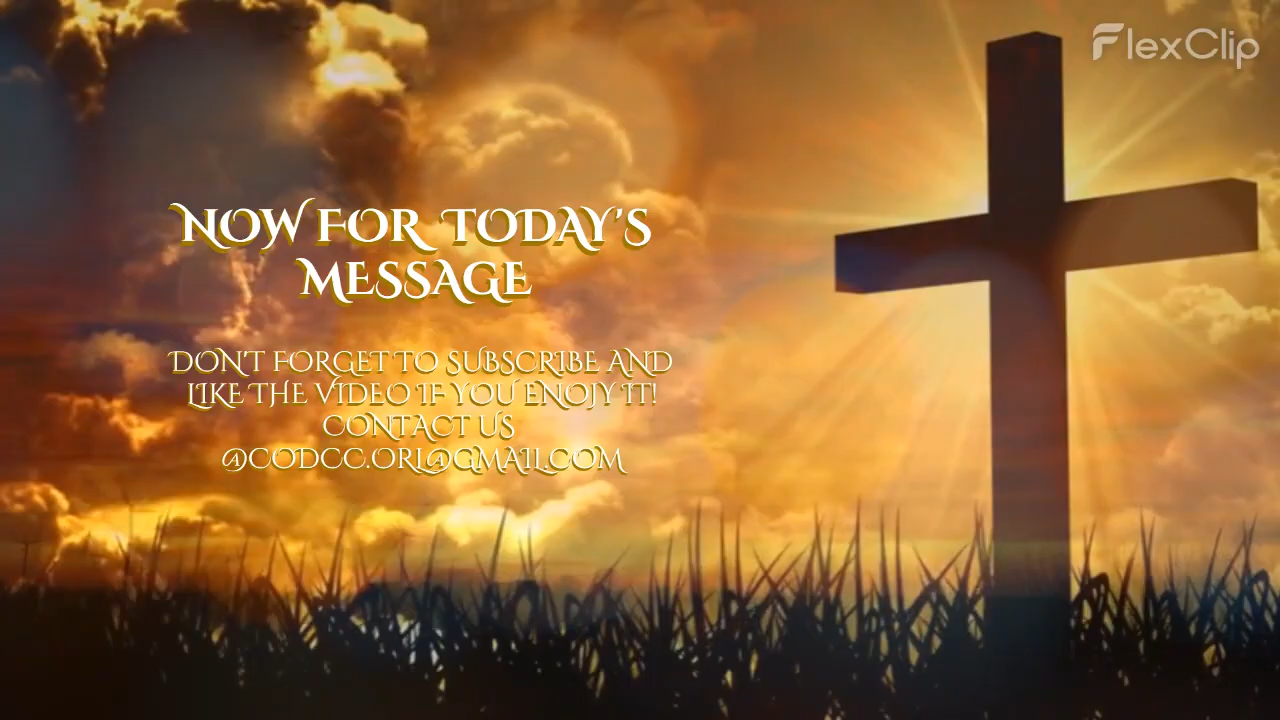 NOW FOR TODAY'S
MESSAGE
DON'T FORGET TO SUBSCRIBE AND
LIKE THE VIDEO IF YOU ENOJY IT!
CONTACT US
@CODCC.ORL@GMAIL.COM
FlexClip